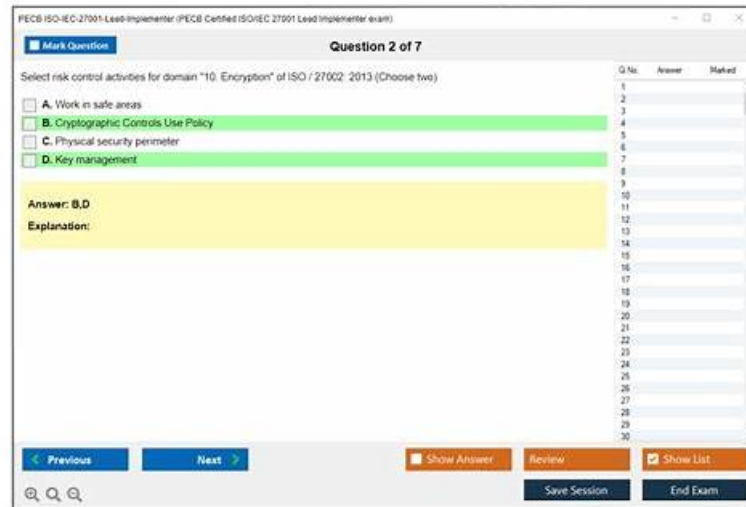 PECB ISO-IEC-27001-Lead-Implementer (PECB Certified ISO/IEC 27001 Lead Implementer exam)
Mark Question
Question 2 of 7
Select risk control activities for domain "10. Encryption" of ISO / 27002: 2013 (Choose two)
A. Work in safe areas
B. Cryptographic Controls Use Policy
C. Physical security perimeter
D. Key management
Answer: B,D
Explanation:
Q.No. Answer Marked
1
2
3
4
5
6
7
8
9
10
11
12
13
14
15
16
17
18
19
20
21
22
23
24
25
26
27
28
29
30
Previous
Next
Show Answer
Review
Show List
Save Session
End Exam